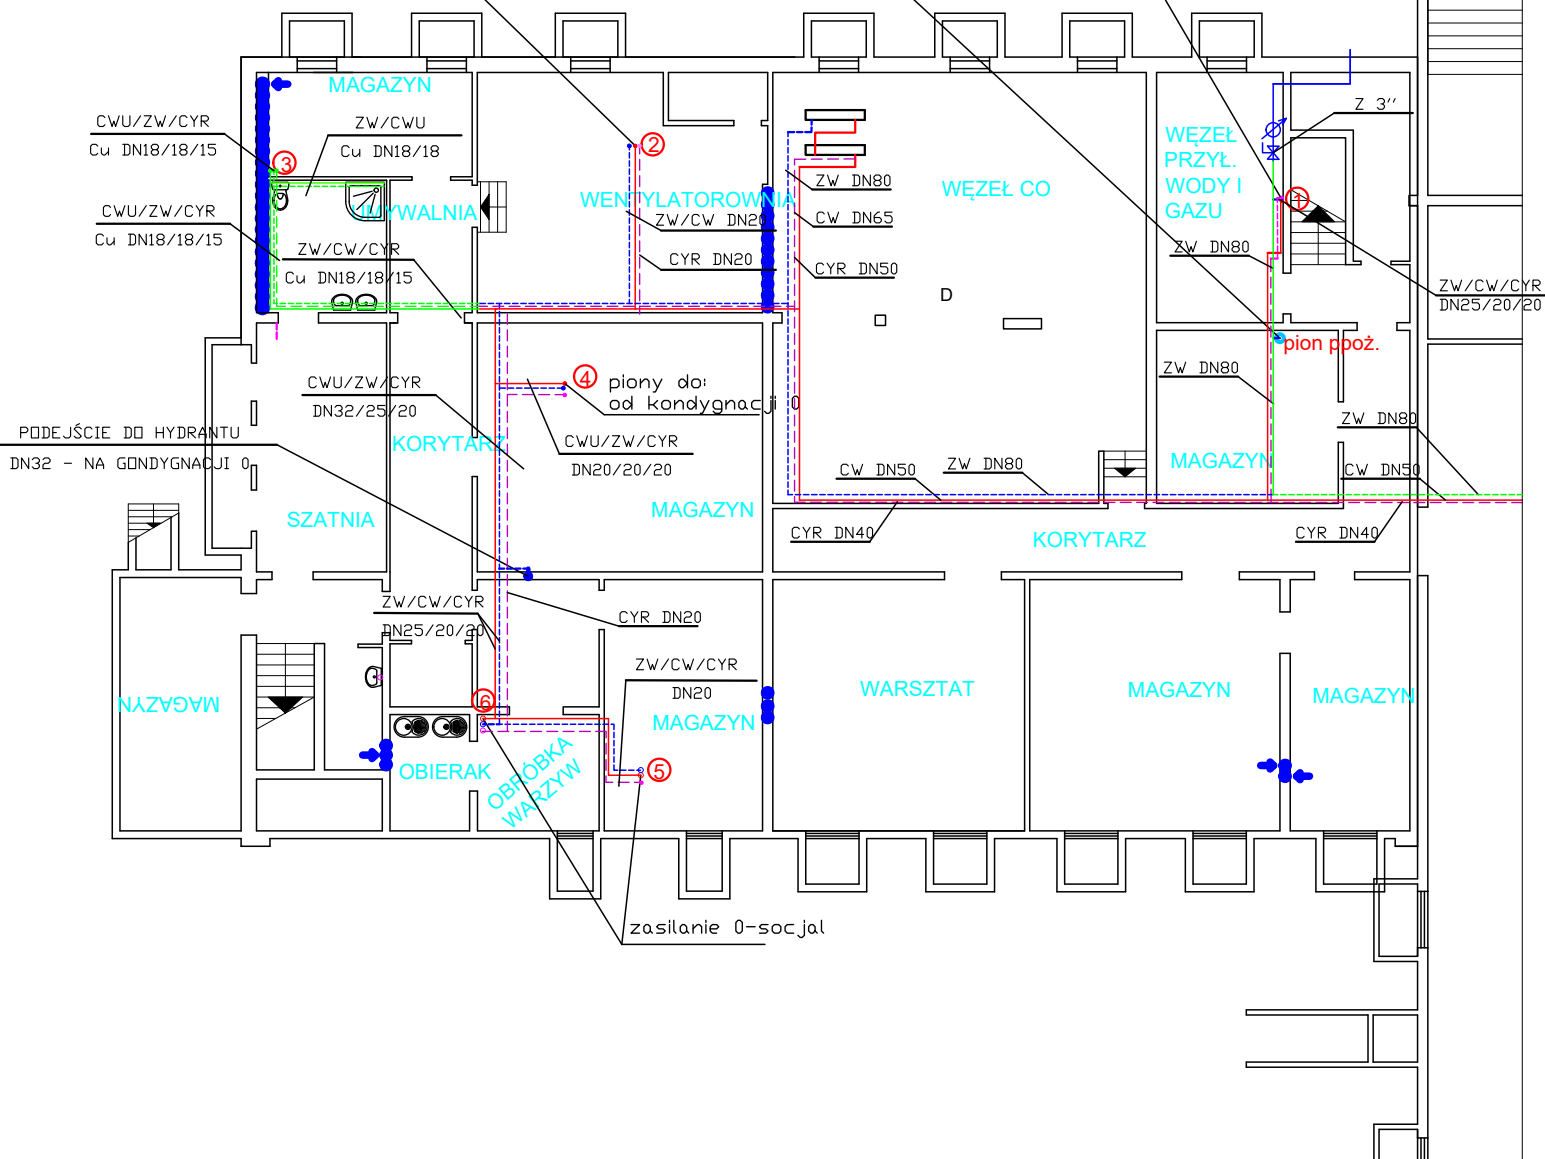 MAGAZYN
CWU/ZW/CYR
Cu DN18/18/15
ZW/CWU
Cu DN18/18
3
2
Z 3''
WĘZEŁ
PRZYŁ.
WODY I
GAZU
WENTYLATOROWNIA
ZW DN80
WĘZEŁ CO
1
UMYWALNIA
CWU/ZW/CYR
Cu DN18/18/15
ZW/CW DN20
CW DN65
ZW/CW/CYR
Cu DN18/18/15
CYR DN20
CYR DN50
ZW DN80
ZW/CW/CYR
DN25/20/20
D
pion ppoż.
ZW DN80
CWU/ZW/CYR
DN32/25/20
4
piony do:
od kondygnacji 0
PODEJŚCIE DO HYDRANTU
DN32 - NA GONDYGNACJI 0
KORYTARZ
CWU/ZW/CYR
DN20/20/20
ZW DN80
MAGAZYN
CW DN50
ZW DN80
CW DN50
SZATNIA
MAGAZYN
CYR DN40
KORYTARZ
CYR DN40
ZW/CW/CYR
DN25/20/20
CYR DN20
ZW/CW/CYR
DN20
MAGAZYN
6
MAGAZYN
WARSZTAT
MAGAZYN
MAGAZYN
OBIERAK
OBRÓBKA
WARZYW
5
zasilanie 0-socjal